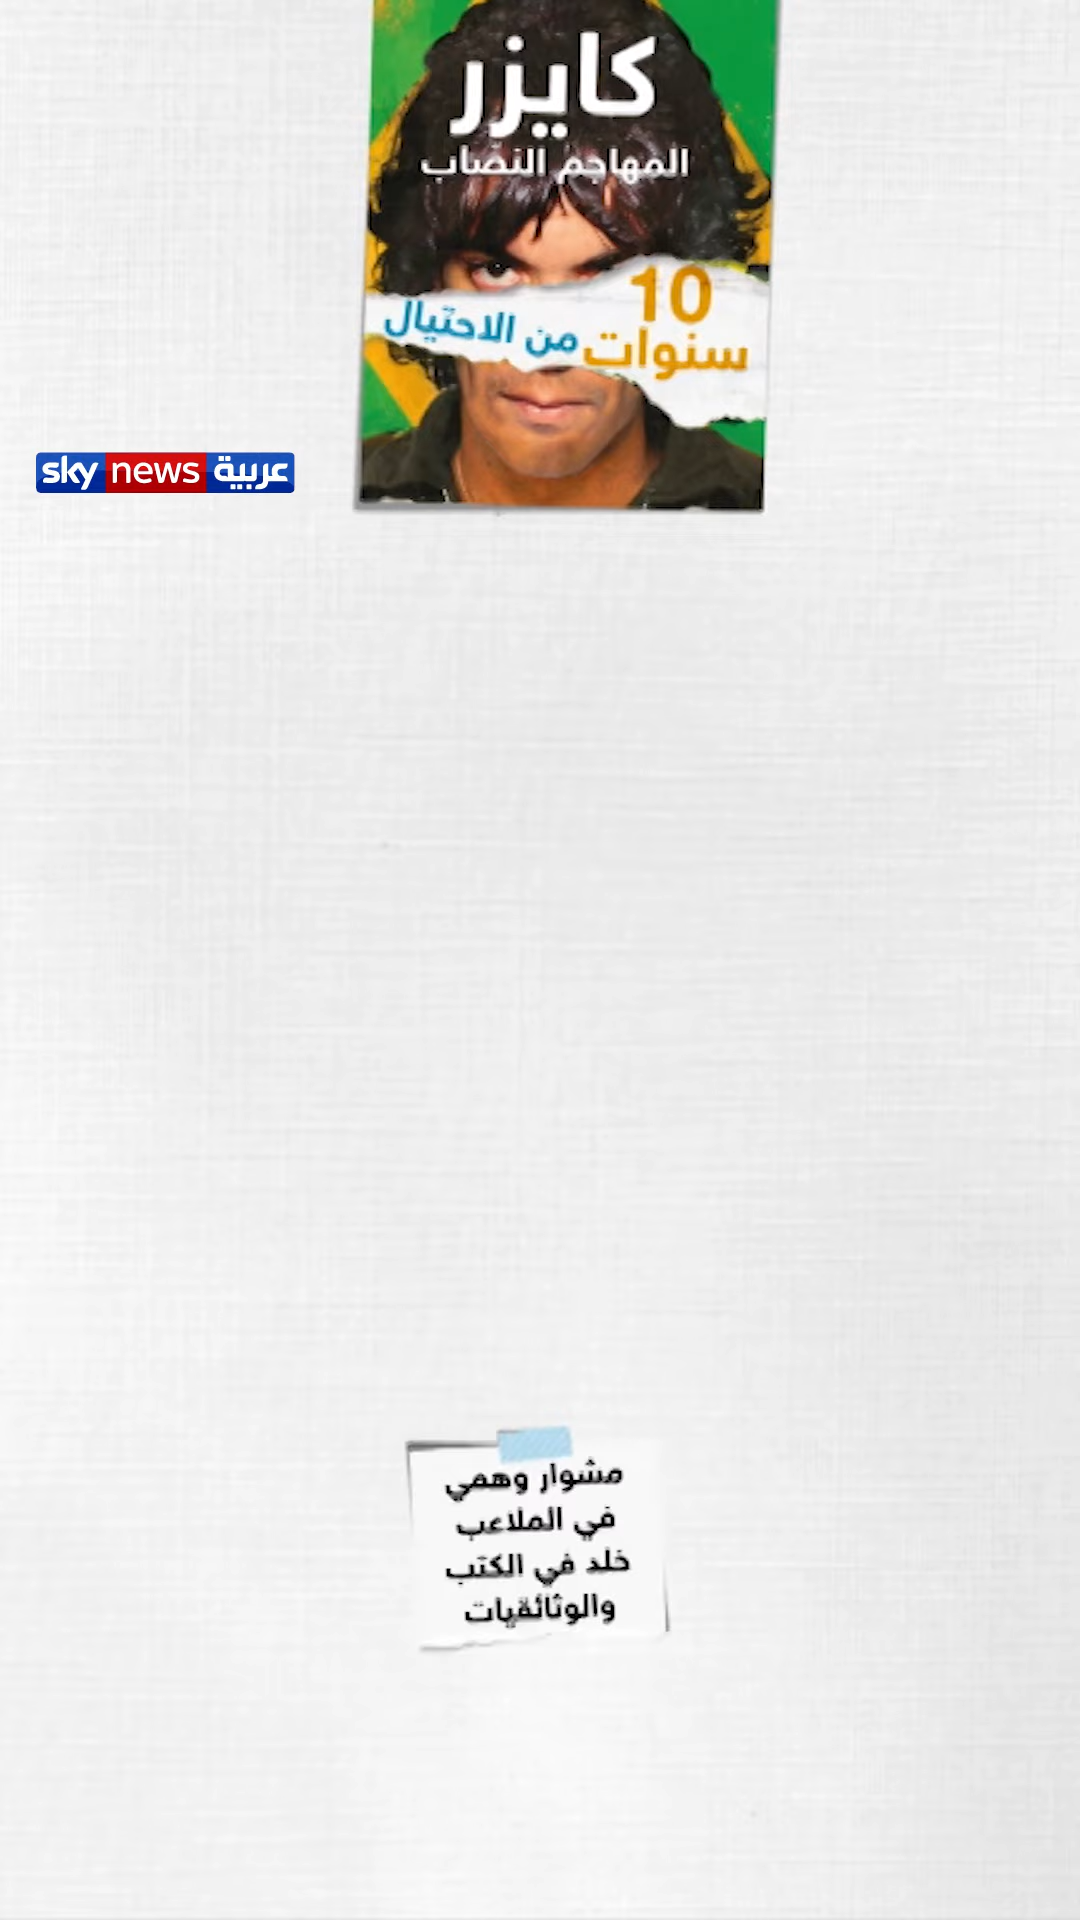 كايزر
المهاجم النصاب
10
سنوات من الاحتيال
sky news عربية
مشوار وهمي
في الملاعب
خلد في الكتب
والوثائقيات